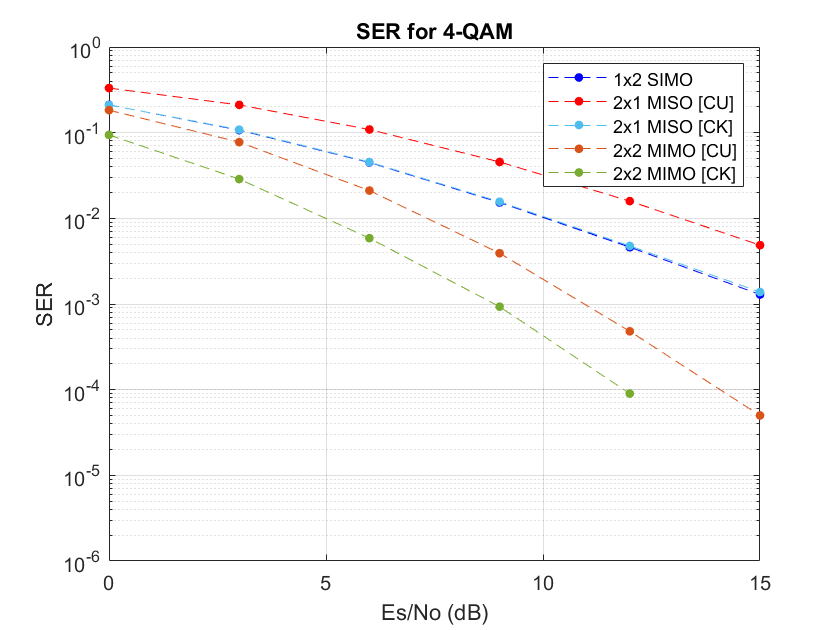 SER for 4-QAM
10^0
10^-1
10^-2
10^-3
10^-4
10^-5
10^-6
SER
1x2 SIMO
2x1 MISO [CU]
2x1 MISO [CK]
2x2 MIMO [CU]
2x2 MIMO [CK]
0 5 10 15
Es/No (dB)